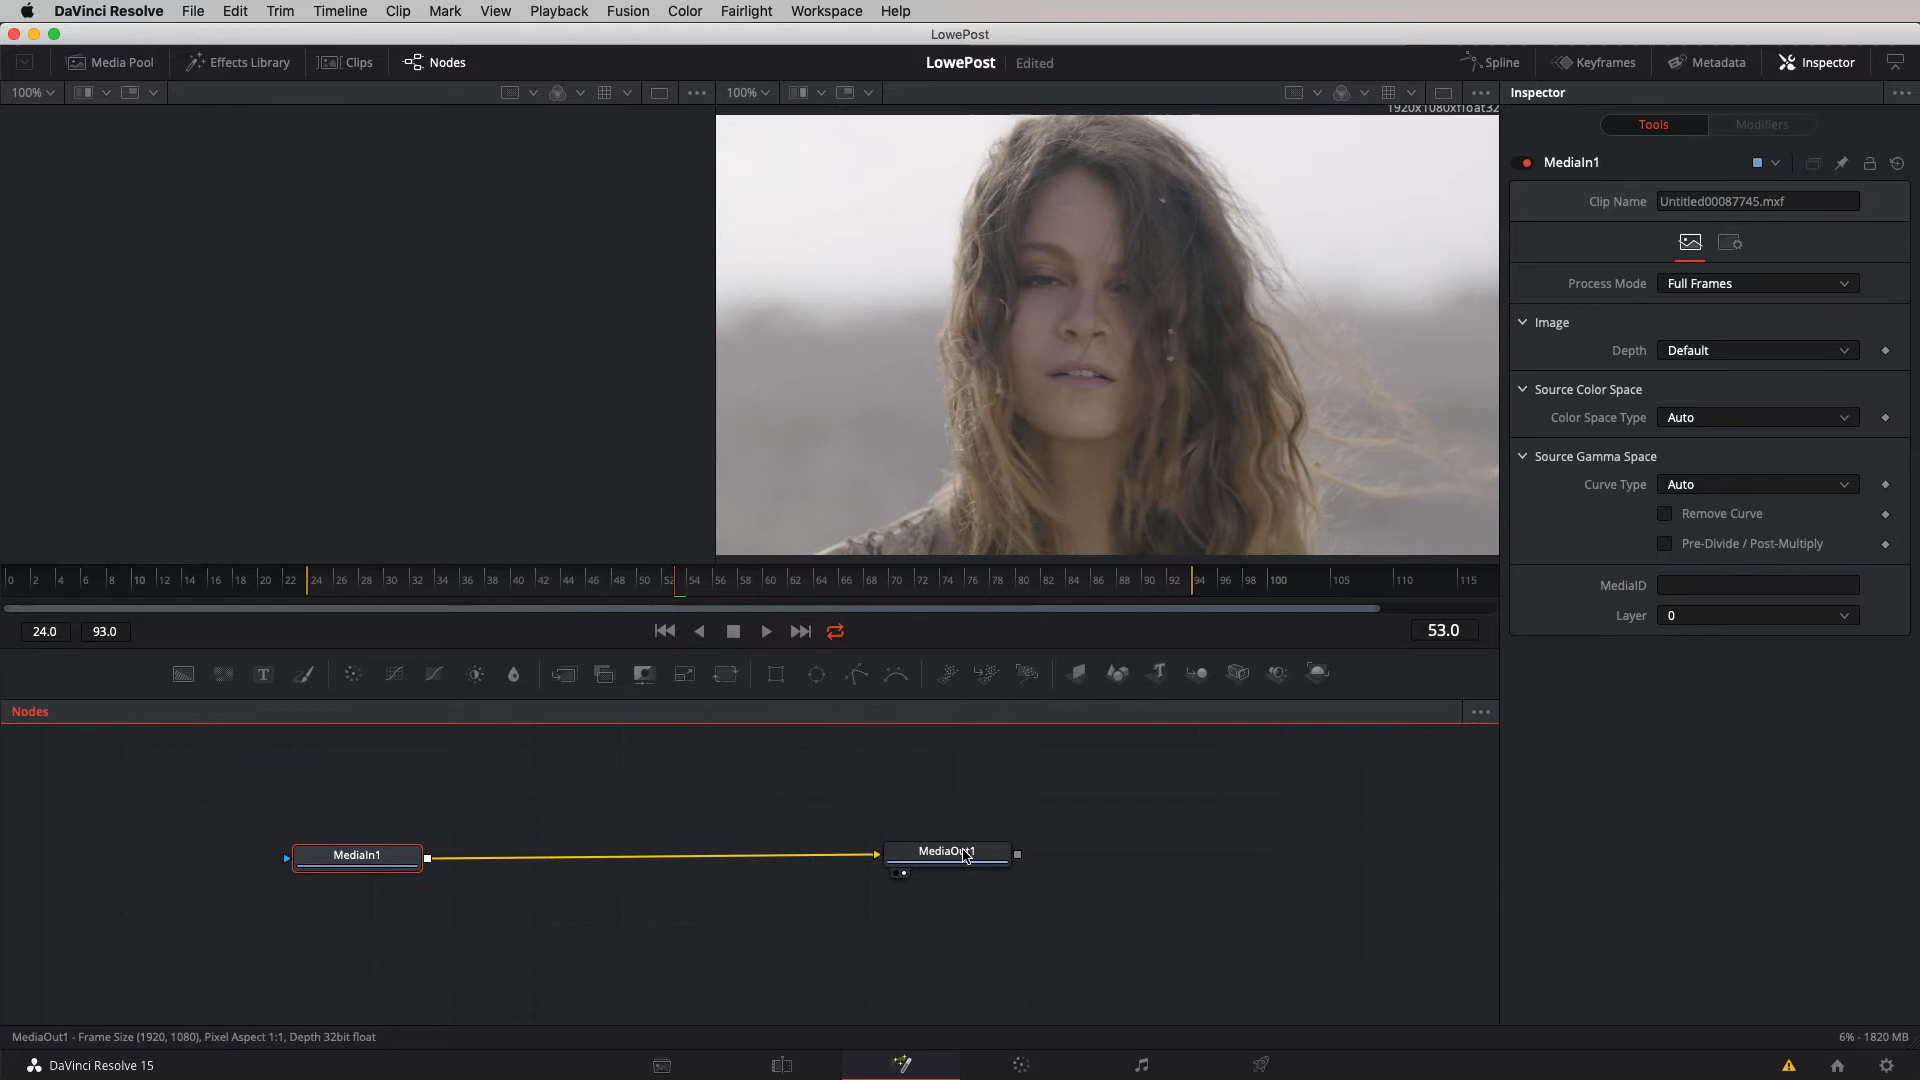 DaVinci Resolve File Edit Trim Timeline Clip Mark View Playback Fusion Color Fairlight Workspace Help
LowePost
Media Pool Effects Library Clips Nodes LowePost Edited Spline Keyframes Metadata Inspector
100% 100% Inspector
1920x1080xfloat32
Tools Modifiers
MediaIn1
Clip Name Untitled00087745.mxf
Process Mode Full Frames
Image
Depth Default
Source Color Space
Color Space Type Auto
Source Gamma Space
Curve Type Auto
Remove Curve
Pre-Divide / Post-Multiply
MediaID
Layer 0
0 2 4 6 8 10 12 14 16 18 20 22 24 26 28 30 32 34 36 38 40 42 44 46 48 50 52 54 56 58 60 62 64 66 68 70 72 74 76 78 80 82 84 86 88 90 92 94 96 98 100 105 110 115
24.0 93.0 53.0
T T
Nodes
MediaIn1 MediaOut1
MediaOut1 - Frame Size (1920, 1080), Pixel Aspect 1:1, Depth 32bit float 6% - 1820 MB
DaVinci Resolve 15